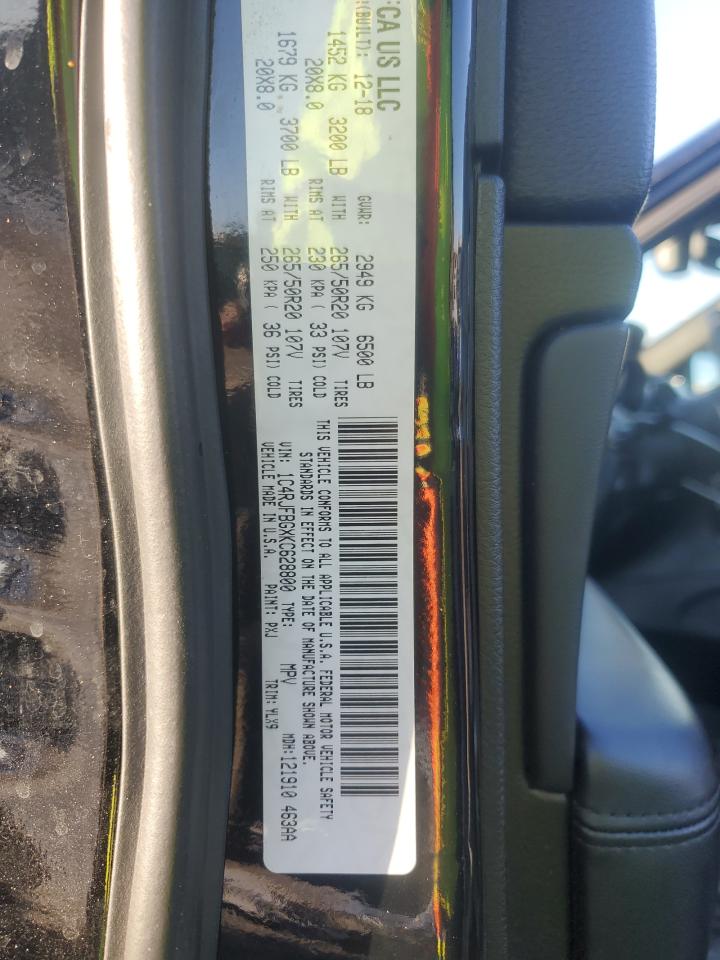 FCA US LLC
(BUILT): 12-18 GVWR: 2949 KG 6500 LB
1452 KG 3200 LB WITH 265/50R20 107V TIRES
20X8.0 RIMS AT 230 KPA ( 33 PSI) COLD
1679 KG 3700 LB WITH 265/50R20 107V TIRES
20X8.0 RIMS AT 250 KPA ( 36 PSI) COLD
THIS VEHICLE CONFORMS TO ALL APPLICABLE U.S.A. FEDERAL MOTOR VEHICLE SAFETY
STANDARDS IN EFFECT ON THE DATE OF MANUFACTURE SHOWN ABOVE.
VIN: 1C4RJFBGXKC628800 TYPE: MPV MDH:121910 463AA
VEHICLE MADE IN U.S.A. PAINT: PXJ TRIM: YLX9